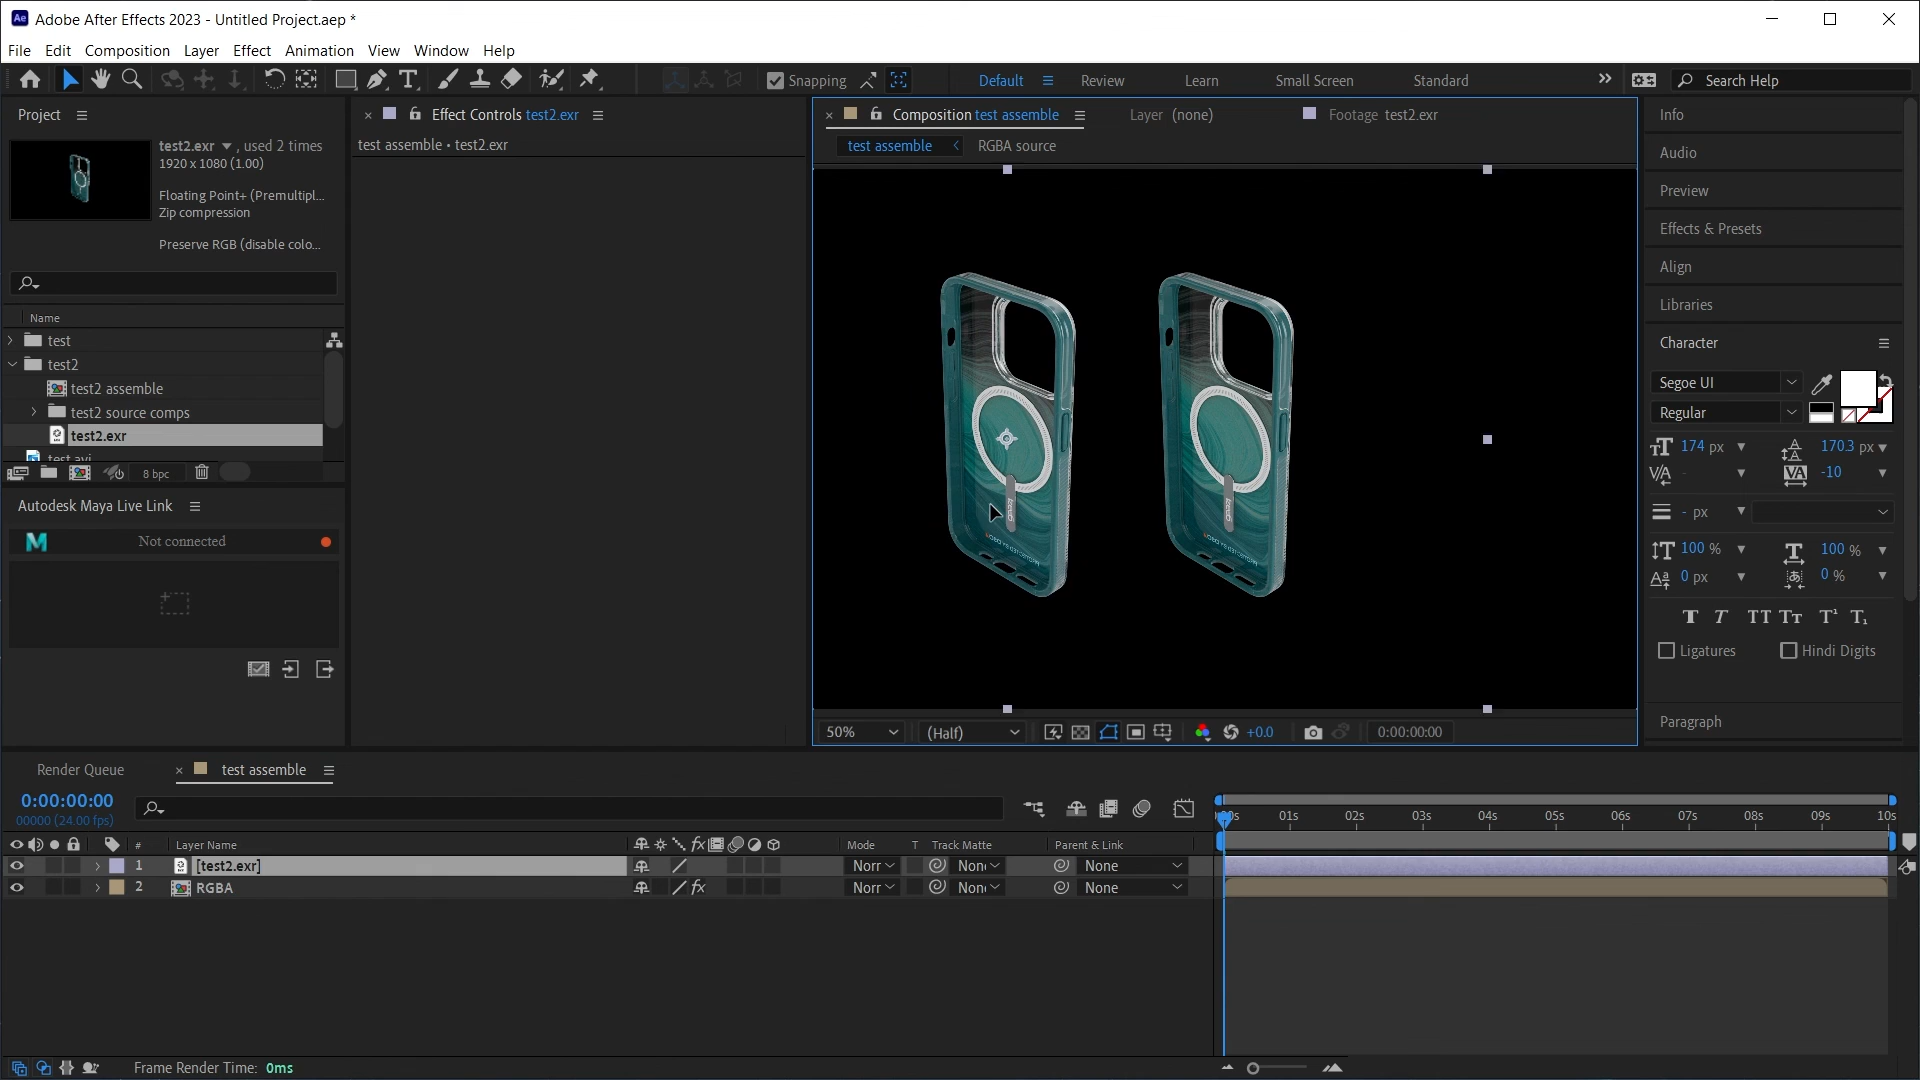 Adobe After Effects 2023 - Untitled Project.aep *
File Edit Composition Layer Effect Animation View Window Help
Snapping
Default Review Learn Small Screen Standard
Search Help
Project
test2.exr , used 2 times
1920 x 1080 (1.00)
Floating Point+ (Premultipl...
Zip compression
Preserve RGB (disable colo...
Name
test
test2
test2 assemble
test2 source comps
test2.exr
test.avi
8 bpc
Autodesk Maya Live Link
Not connected
Effect Controls test2.exr
test assemble • test2.exr
Composition test assemble
Layer (none)
Footage test2.exr
test assemble
RGBA source
50%
(Half)
+0.0
0:00:00:00
Info
Audio
Preview
Effects & Presets
Align
Libraries
Character
Segoe UI
Regular
174 px
170.3 px
-
-10
- px
100 %
100 %
0 px
0 %
Ligatures
Hindi Digits
Paragraph
Render Queue
test assemble
0:00:00:00
00000 (24.00 fps)
01s 02s 03s 04s 05s 06s 07s 08s 09s 10s
# Layer Name Mode T Track Matte Parent & Link
1 [test2.exr] None
2 RGBA None
Frame Render Time: 0ms